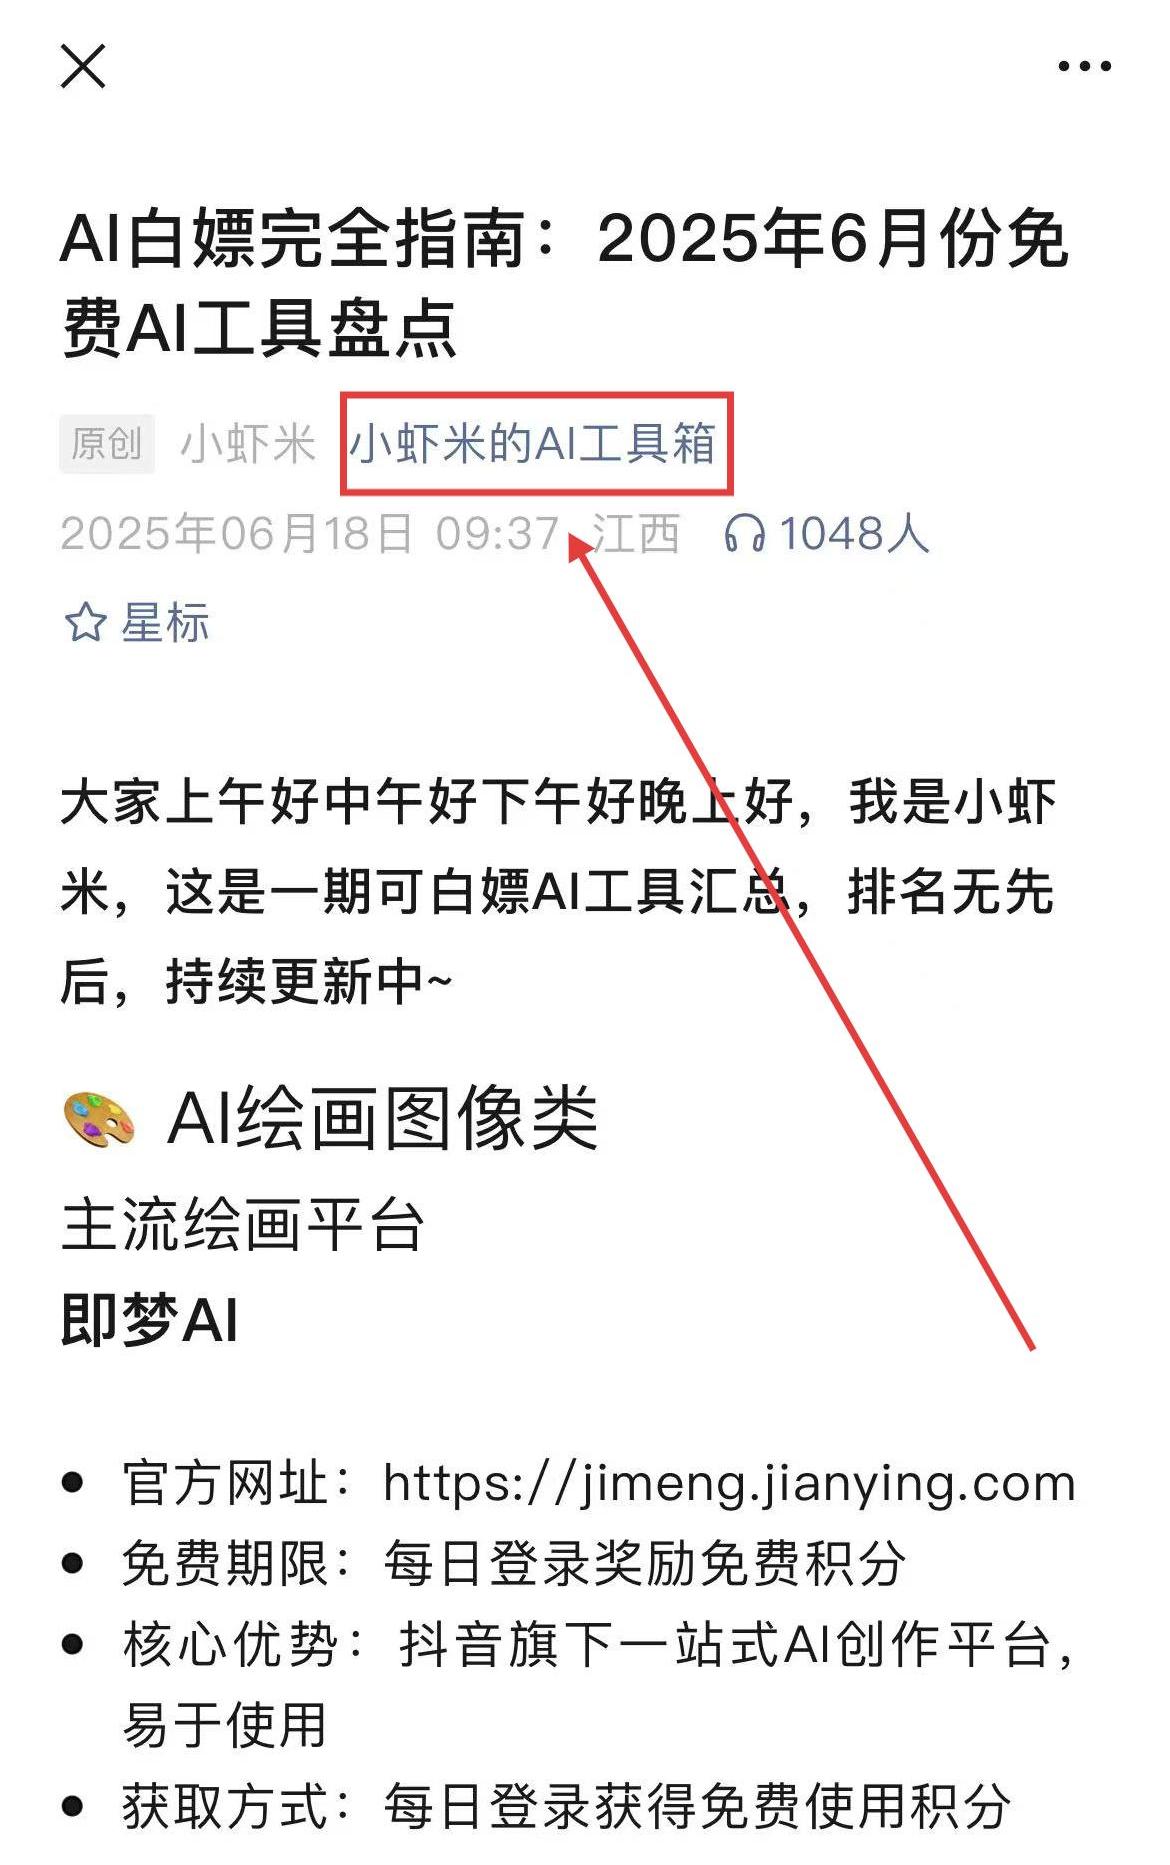 AI白嫖完全指南：2025年6月份免
费AI工具盘点
原创 小虾米 小虾米的AI工具箱
2025年06月18日 09:37 江西 1048人
星标
大家上午好中午好下午好晚上好，我是小虾
米，这是一期可白嫖AI工具汇总，排名无先
后，持续更新中~
🎨 AI绘画图像类
主流绘画平台
即梦AI
• 官方网址：https://jimeng.jianying.com
• 免费期限：每日登录奖励免费积分
• 核心优势：抖音旗下一站式AI创作平台，
易于使用
• 获取方式：每日登录获得免费使用积分